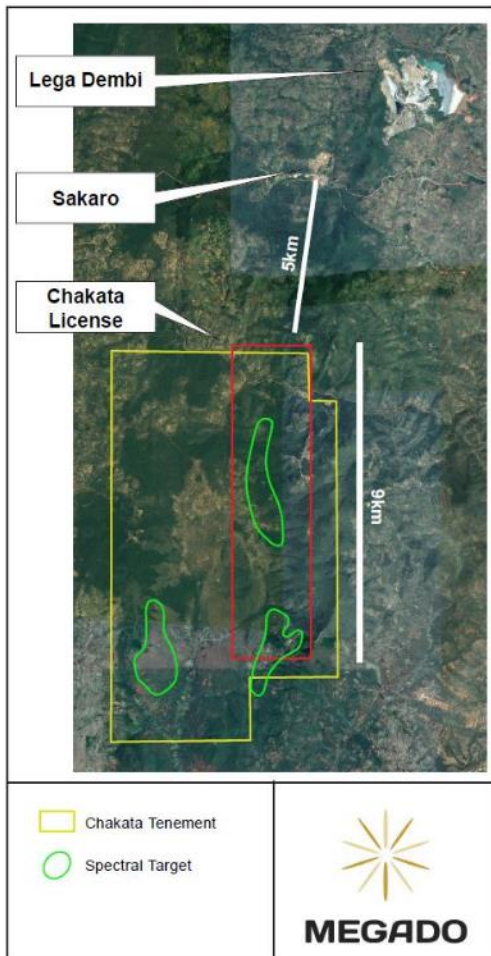 Lega Dembi
Sakaro
5km
Chakata
License
9km
Chakata Tenement
Spectral Target
MEGADO